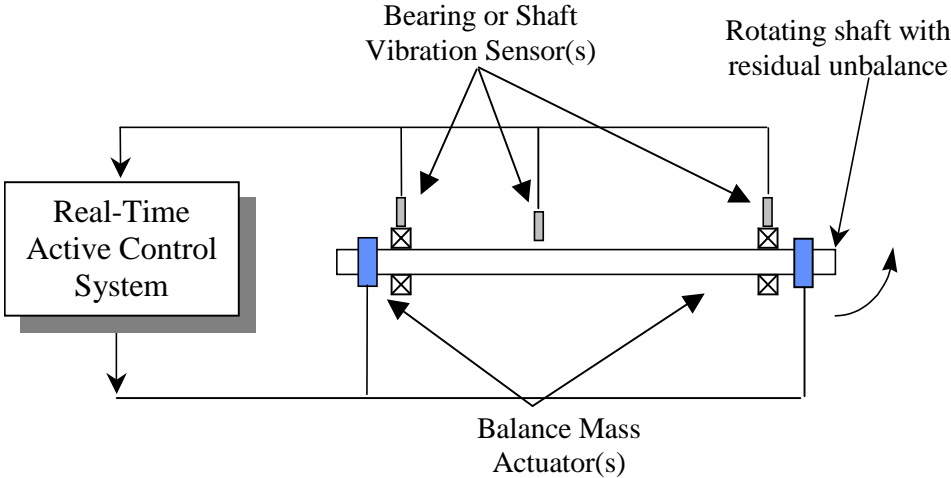 Bearing or Shaft
Vibration Sensor(s)
Rotating shaft with
residual unbalance
Real-Time
Active Control
System
Balance Mass
Actuator(s)